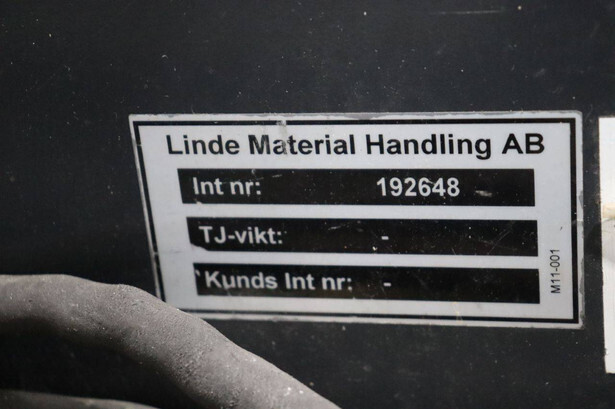 Linde Material Handling AB
Int nr: 192648
TJ-vikt: -
Kunds Int nr: -
M11-001